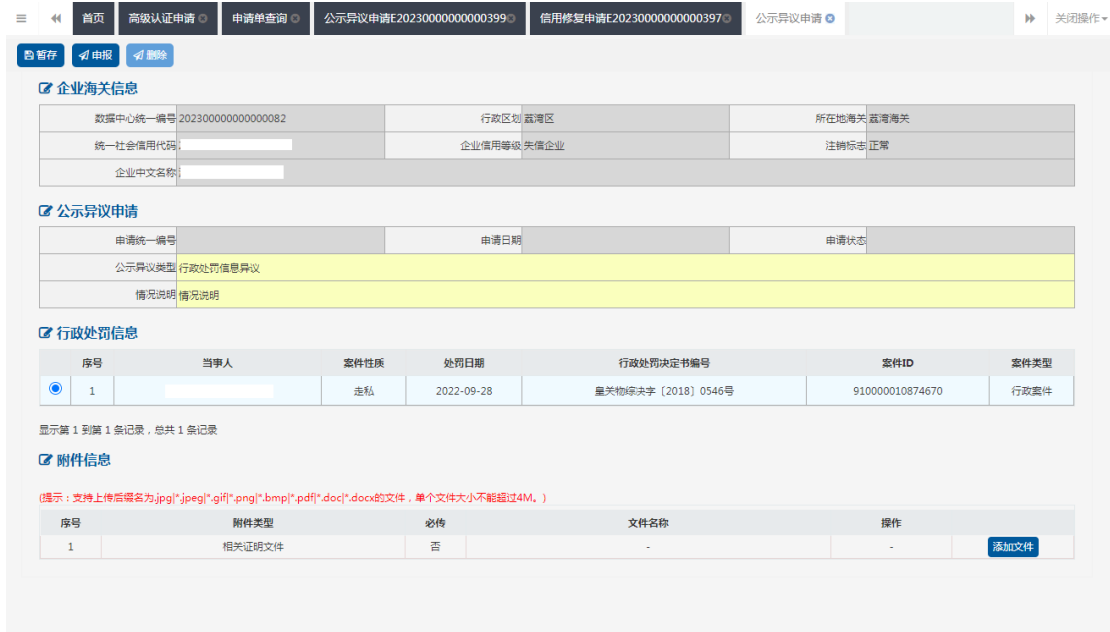 首页 高级认证申请 申请单查询 公示异议申请E20230000000000399 信用修复申请E20230000000000397 公示异议申请 关闭操作
暂存 申报 删除
企业海关信息
数据中心统一编号 202300000000000082 行政区划 蓝湾区 所在地海关 蓝湾海关
统一社会信用代码 企业信用等级 失信企业 注销标志 正常
企业中文名称
公示异议申请
申请统一编号 申请日期 申请状态
公示异议类型 行政处罚信息异议
情况说明 情况说明
行政处罚信息
序号 当事人 案件性质 处罚日期 行政处罚决定书编号 案件ID 案件类型
1 走私 2022-09-28 皇关物综决字〔2018〕0546号 910000010874670 行政案件
显示第 1 到第 1 条记录，总共 1 条记录
附件信息
(提示：支持上传后缀名为.jpg|*.jpeg|*.gif|*.png|*.bmp|*.pdf|*.doc|*.docx的文件，单个文件大小不能超过4M。)
序号 附件类型 必传 文件名称 操作
1 相关证明文件 否 - - 添加文件